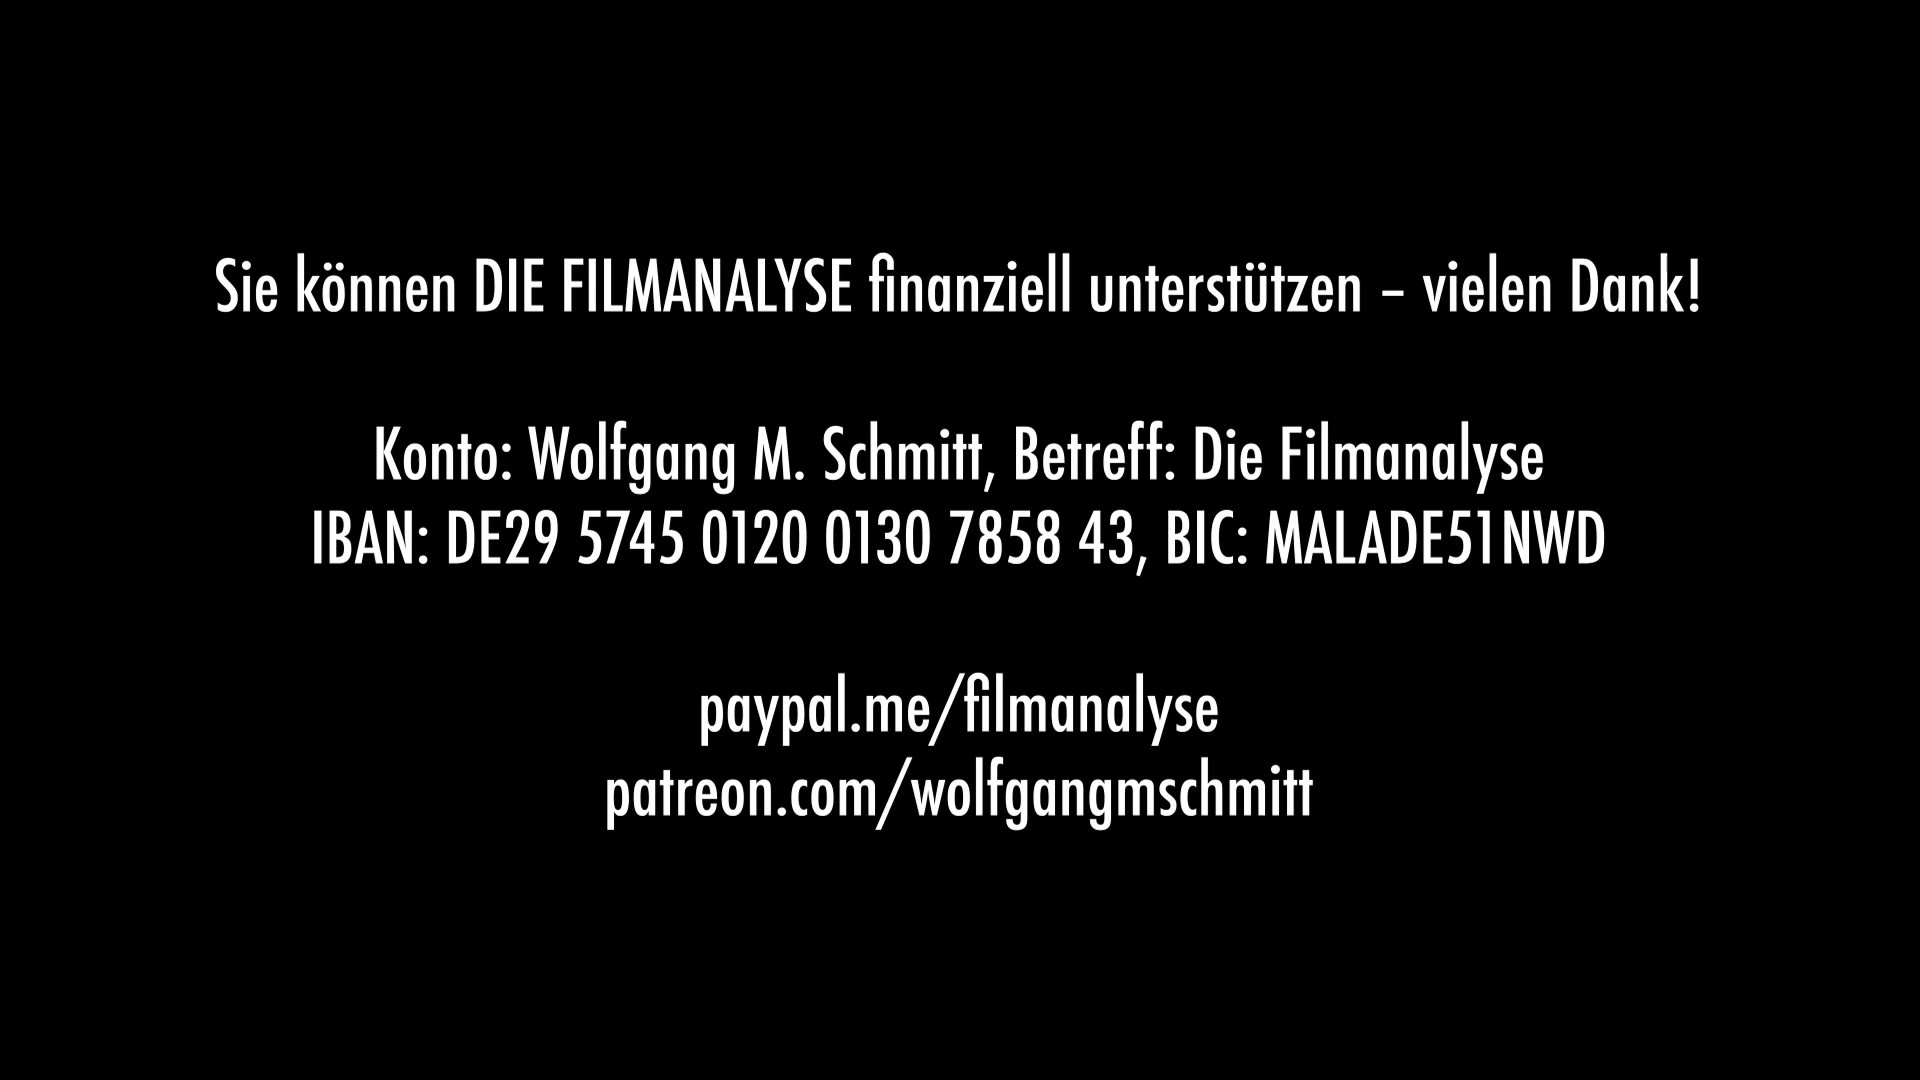 Sie können DIE FILMANALYSE finanziell unterstützen – vielen Dank!
Konto: Wolfgang M. Schmitt, Betreff: Die Filmanalyse
IBAN: DE29 5745 0120 0130 7858 43, BIC: MALADE51NWD
paypal.me/filmanalyse
patreon.com/wolfgangmschmitt